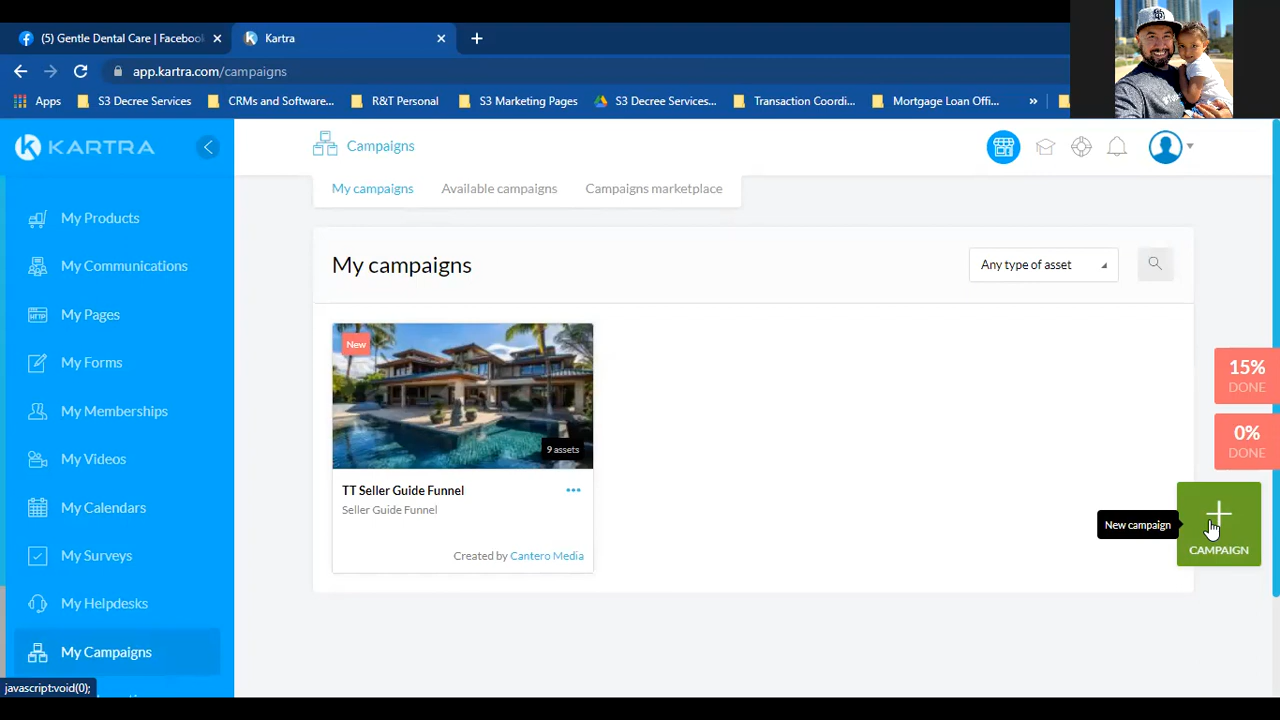 (5) Gentle Dental Care | Facebook
Kartra
app.kartra.com/campaigns
Apps
S3 Decree Services
CRMs and Software...
R&T Personal
S3 Marketing Pages
S3 Decree Services...
Transaction Coordi...
Mortgage Loan Offi...
»
KARTRA
Campaigns
My campaigns
Available campaigns
Campaigns marketplace
My Products
My Communications
My Pages
My Forms
My Memberships
My Videos
My Calendars
My Surveys
My Helpdesks
My Campaigns
My campaigns
Any type of asset
New
9 assets
TT Seller Guide Funnel
Seller Guide Funnel
Created by Cantero Media
15%
DONE
0%
DONE
New campaign
CAMPAIGN
HTTP
javascript:void(0);